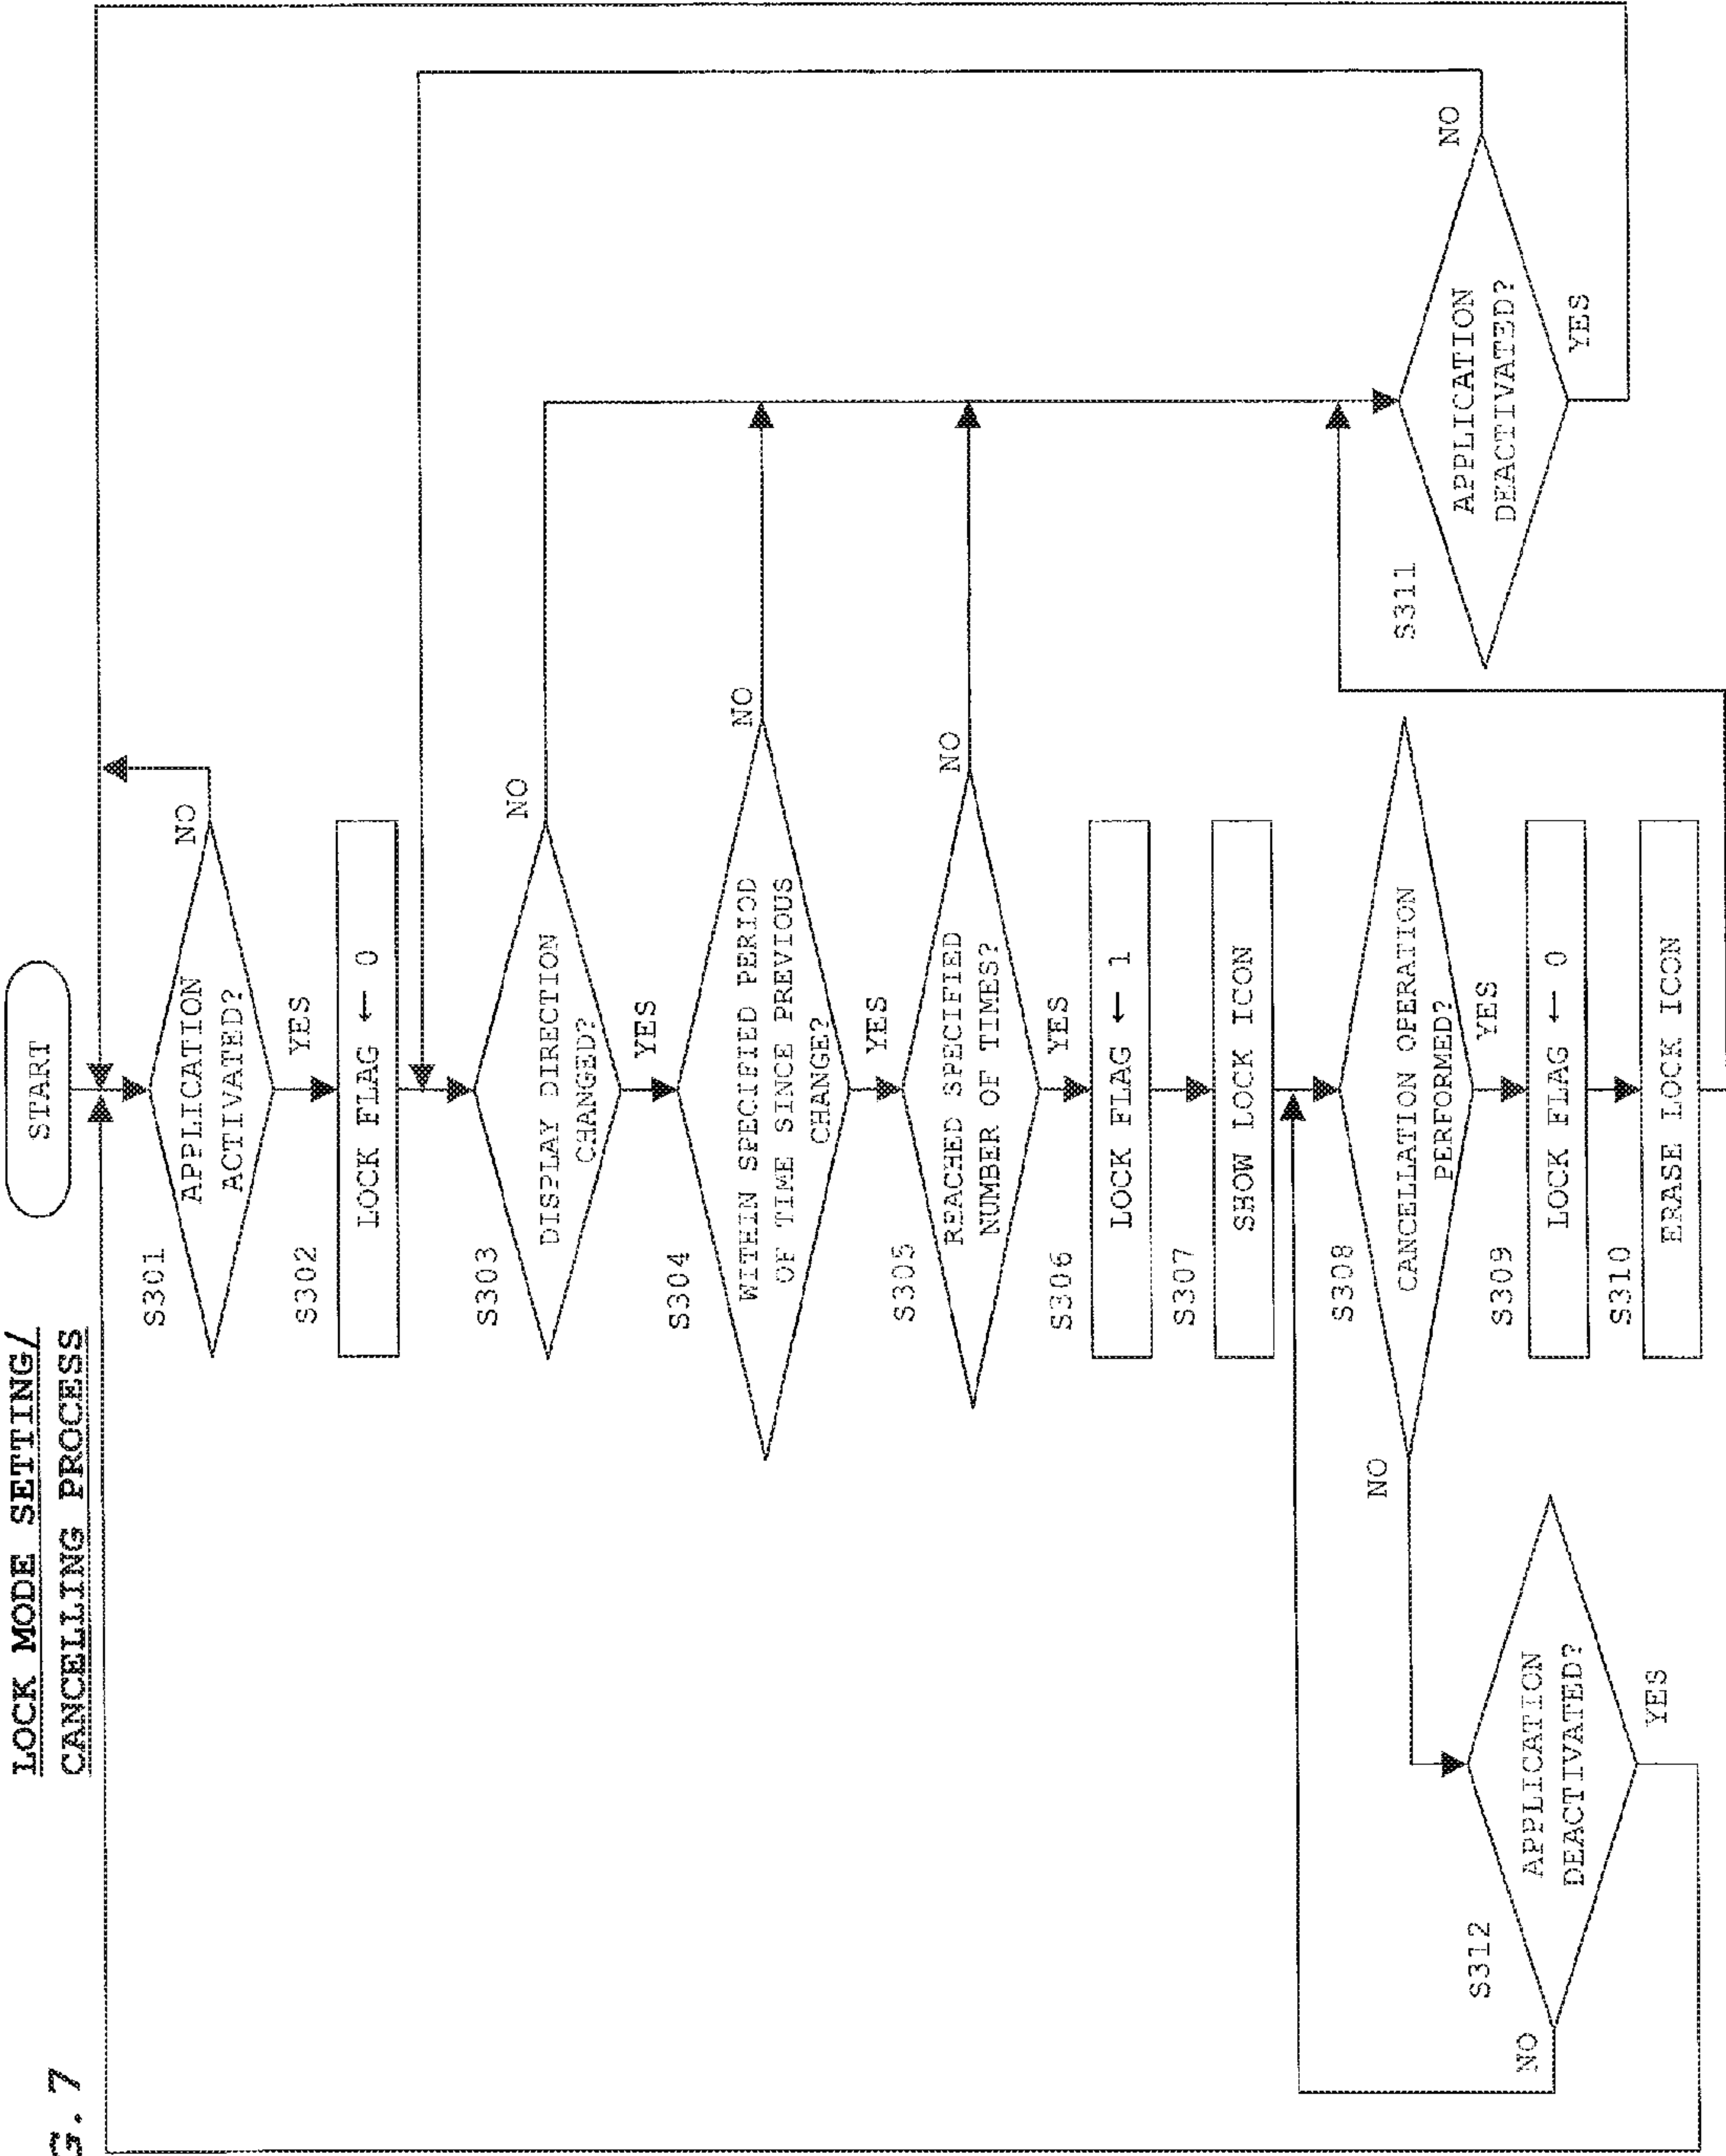 G. 7
LOCK MODE SETTING/
CANCELLING PROCESS
START
S301
APPLICATION
ACTIVATED?
NO
YES
S302
LOCK FLAG ← 0
S303
DISPLAY DIRECTION
CHANGED?
NO
YES
S304
WITHIN SPECIFIED PERIOD
OF TIME SINCE PREVIOUS
CHANGE?
NO
YES
S305
REACHED SPECIFIED
NUMBER OF TIMES?
NO
YES
S306
LOCK FLAG ← 1
S307
SHOW LOCK ICON
S308
CANCELLATION OPERATION
PERFORMED?
NO
YES
S309
LOCK FLAG ← 0
S310
ERASE LOCK ICON
S311
APPLICATION
DEACTIVATED?
NO
YES
S312
APPLICATION
DEACTIVATED?
NO
YES